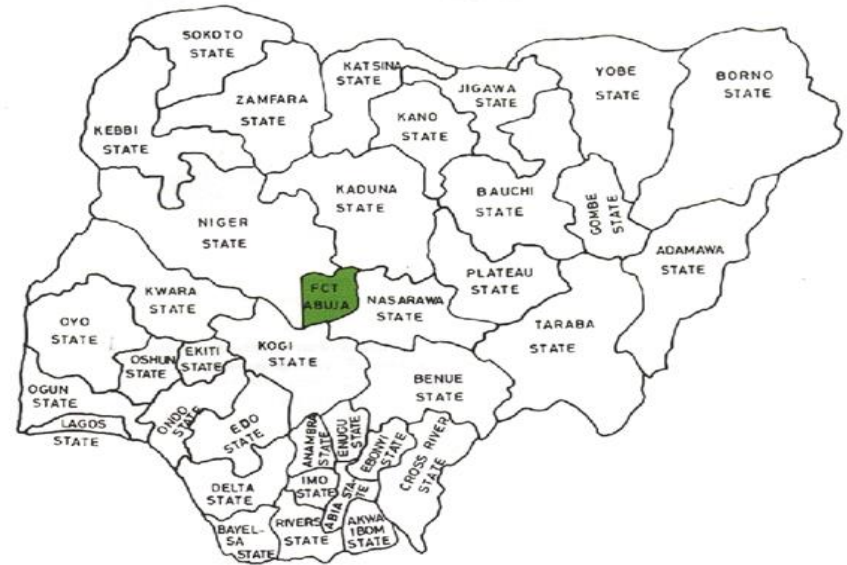 SOKOTO
STATE
KATSINA
STATE
JIGAWA
STATE
YOBE
STATE
BORNO
STATE
ZAMFARA
STATE
KANO
STATE
KEBBI
STATE
KADUNA
STATE
BAUCHI
STATE
GOMBE
STATE
NIGER
STATE
ADAMAWA
STATE
PLATEAU
STATE
FCT
ABUJA
NASARAWA
STATE
KWARA
STATE
TARABA
STATE
OYO
STATE
KOGI
STATE
OSHUN
STATE
EKITI
STATE
BENUE
STATE
OGUN
STATE
LAGOS
STATE
ONDO
STATE
EDO
STATE
ANAMBRA
STATE
ENUGU
STATE
EBONYI
STATE
CROSS RIVER
STATE
DELTA
STATE
IMO
STATE
ABIA STA-
TE
BAYEL-
SA
STATE
RIVERS
STATE
AKWA
IBOM
STATE